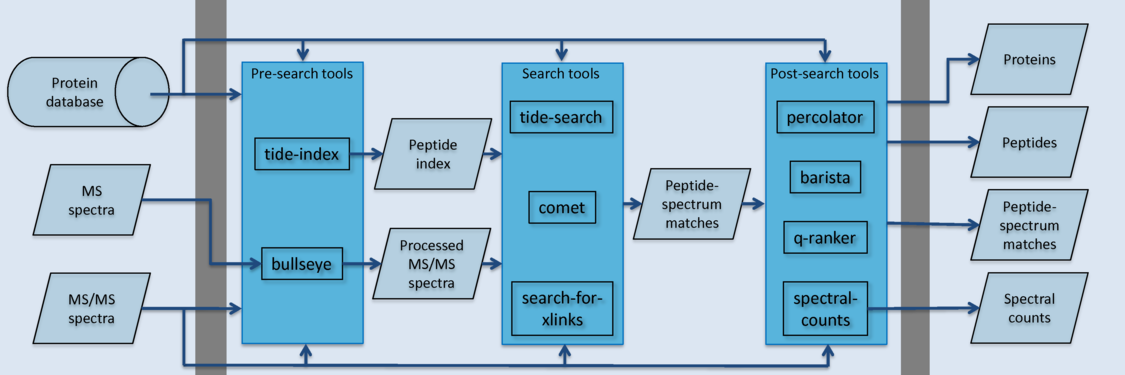 Protein
database
MS
spectra
MS/MS
spectra
Pre-search tools
tide-index
bullseye
Peptide
index
Processed
MS/MS
spectra
Search tools
tide-search
comet
search-for-
xlinks
Peptide-
spectrum
matches
Post-search tools
percolator
barista
q-ranker
spectral-
counts
Proteins
Peptides
Peptide-
spectrum
matches
Spectral
counts